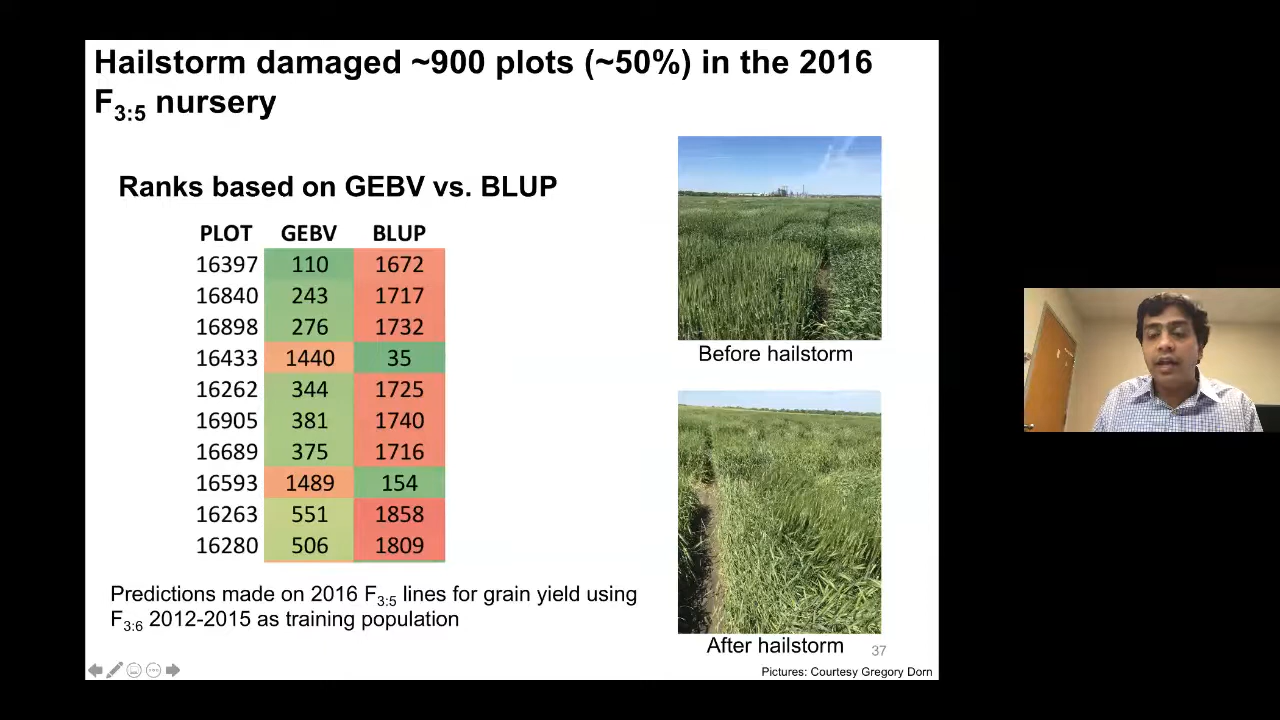 Hailstorm damaged ~900 plots (~50%) in the 2016
F3:5 nursery
Ranks based on GEBV vs. BLUP
PLOT GEBV BLUP
16397 110 1672
16840 243 1717
16898 276 1732
16433 1440 35
16262 344 1725
16905 381 1740
16689 375 1716
16593 1489 154
16263 551 1858
16280 506 1809
Predictions made on 2016 F3:5 lines for grain yield using
F3:6 2012-2015 as training population
Before hailstorm
After hailstorm
37
Pictures: Courtesy Gregory Dorn